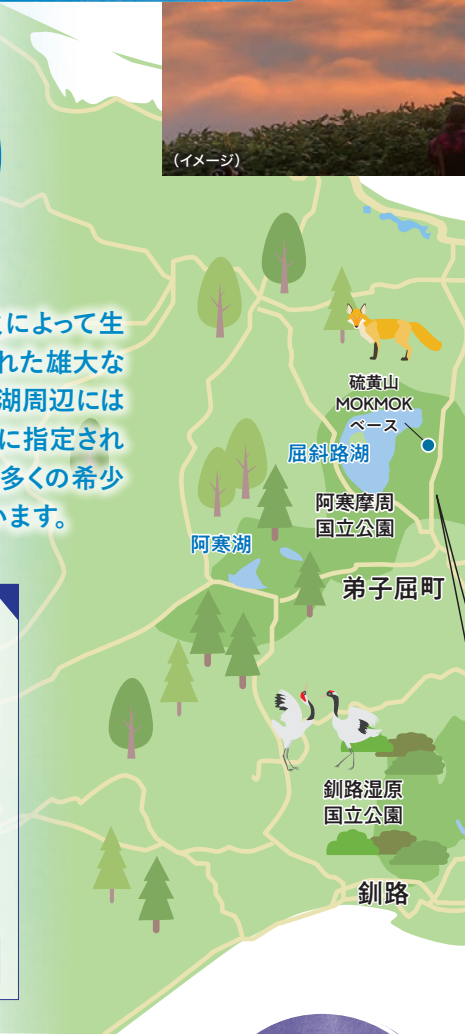 （イメージ）
によって生
れた雄大な
湖周辺には
に指定され
多くの希少
います。
硫黄山
MOKMOK
ベース
屈斜路湖
阿寒摩周
国立公園
阿寒湖
弟子屈町
釧路湿原
国立公園
釧路